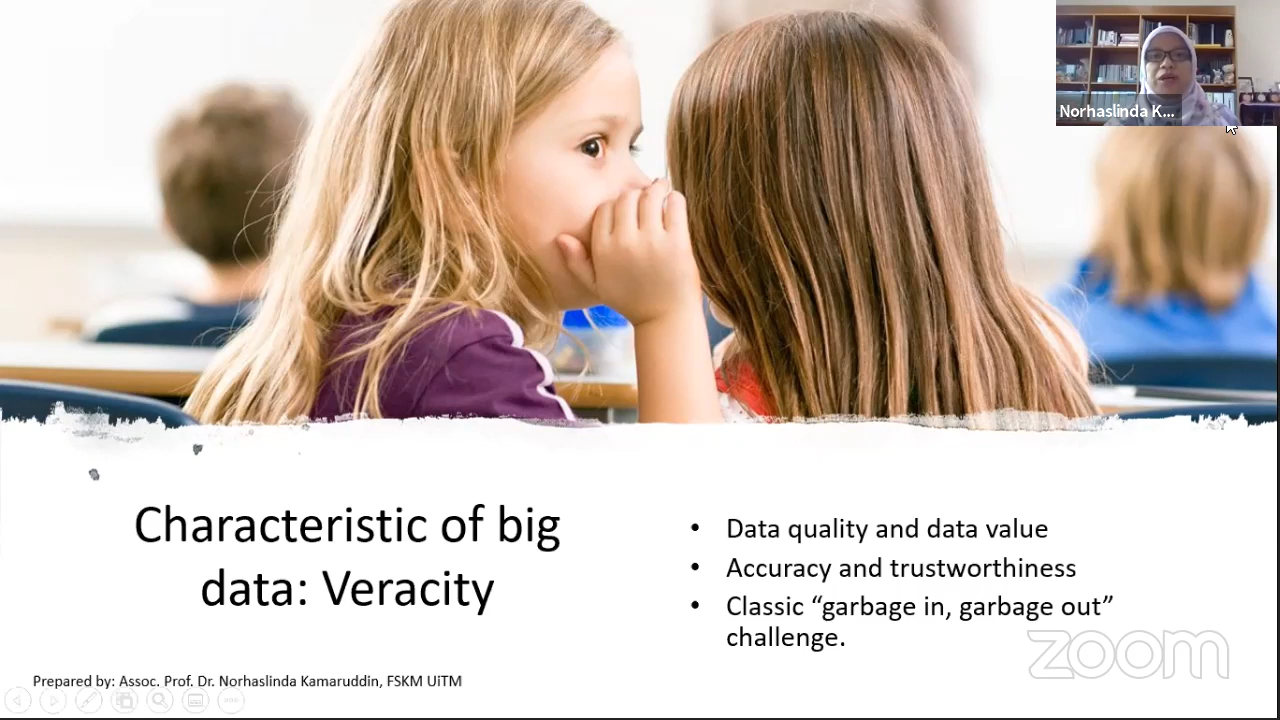 Norhaslinda K...
Characteristic of big
data: Veracity
• Data quality and data value
• Accuracy and trustworthiness
• Classic “garbage in, garbage out”
challenge.
zoom
Prepared by: Assoc. Prof. Dr. Norhaslinda Kamaruddin, FSKM UiTM